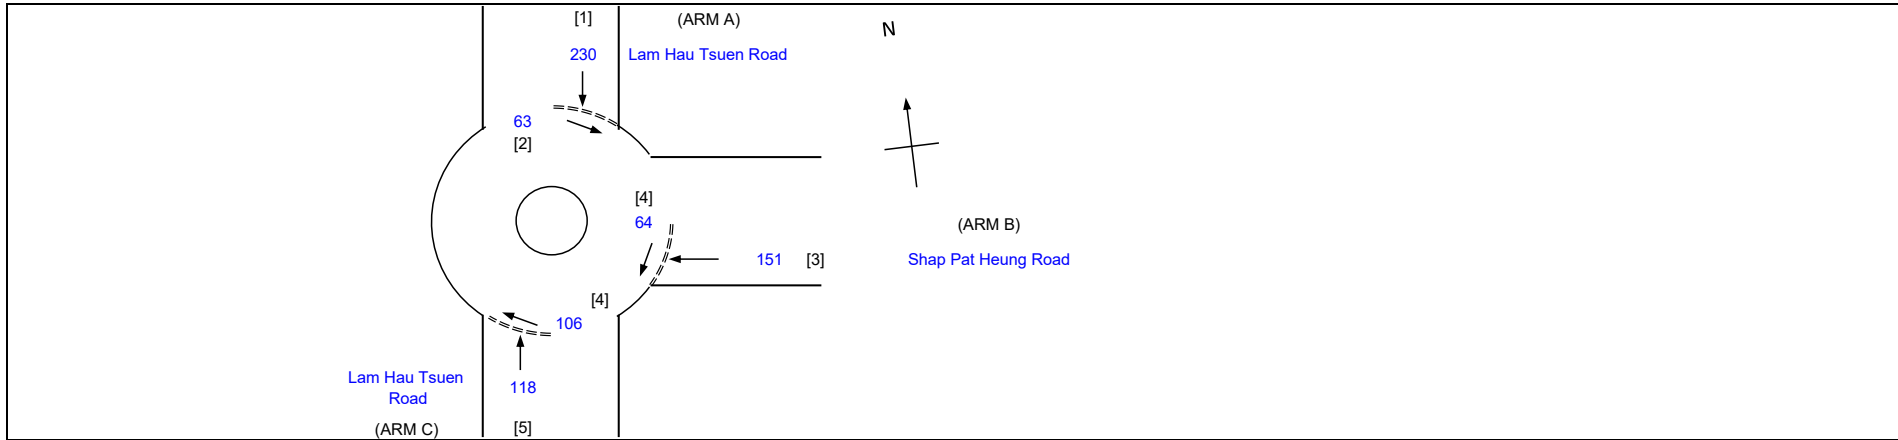 [1] (ARM A)
N
230 Lam Hau Tsuen Road
63
[2]
[4]
64
(ARM B)
151 [3] Shap Pat Heung Road
[4]
106
Lam Hau Tsuen
Road
118
(ARM C) [5]